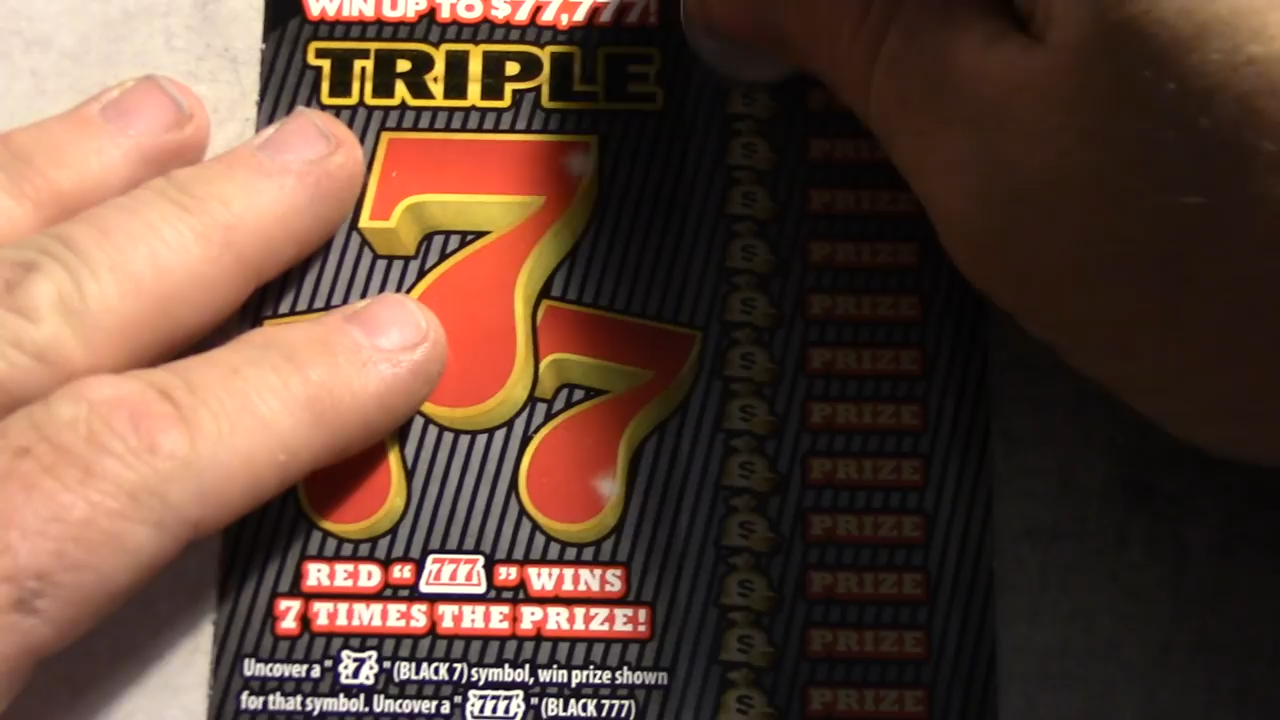 WIN UP TO $77,777!
TRIPLE
7
7
PRIZE
PRIZE
PRIZE
PRIZE
PRIZE
PRIZE
PRIZE
PRIZE
PRIZE
PRIZE
PRIZE
RED “ 777 ” WINS
7 TIMES THE PRIZE!
Uncover a " 7 " (BLACK 7) symbol, win prize shown
for that symbol. Uncover a " 777 " (BLACK 777)